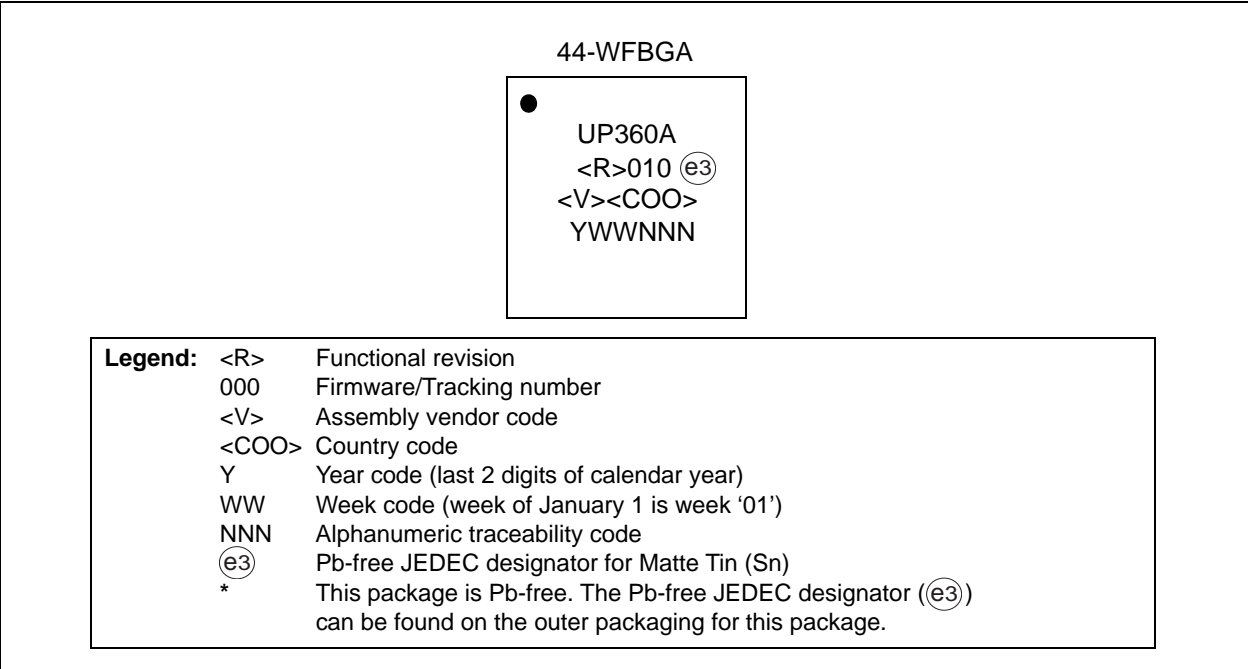 44-WFBGA
UP360A
<R>010 e3
<V><COO>
YWWNNN
Legend: <R> Functional revision
000 Firmware/Tracking number
<V> Assembly vendor code
<COO> Country code
Y Year code (last 2 digits of calendar year)
WW Week code (week of January 1 is week ‘01’)
NNN Alphanumeric traceability code
e3 Pb-free JEDEC designator for Matte Tin (Sn)
* This package is Pb-free. The Pb-free JEDEC designator (e3)
can be found on the outer packaging for this package.